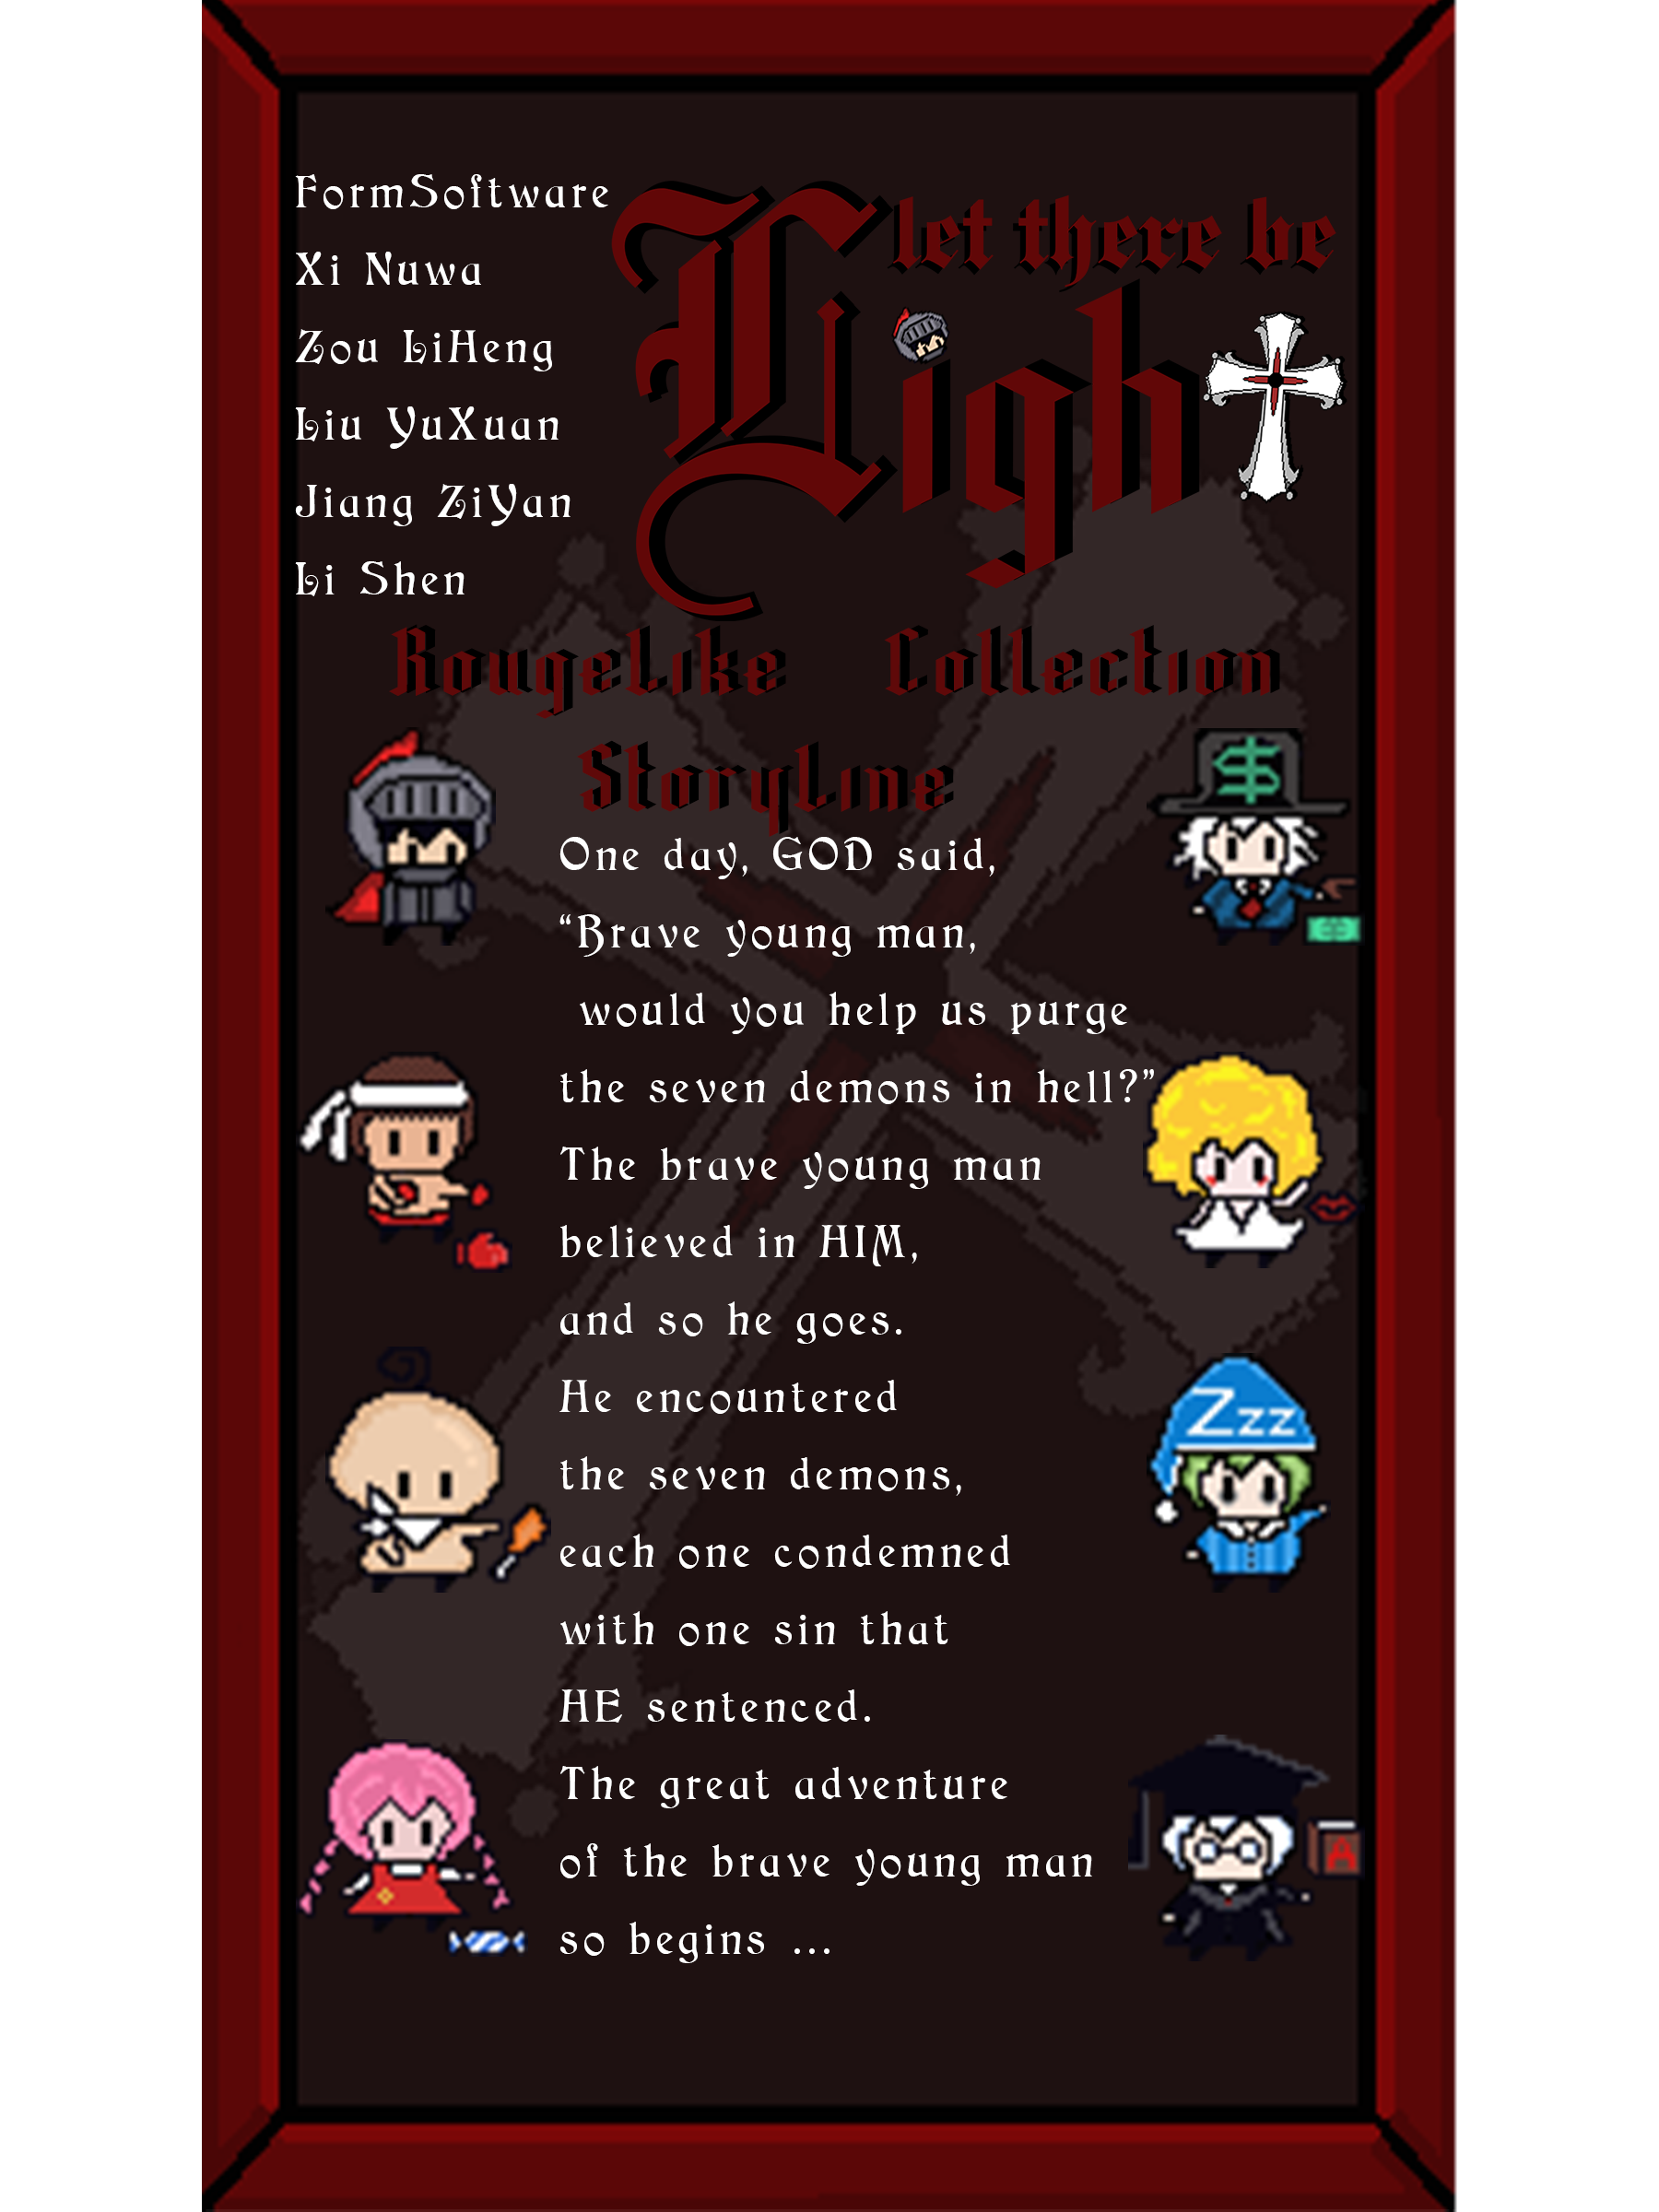 FormSoftware
Xi Nuwa
Zou LiHeng
Liu YuXuan
Jiang ZiYan
Li Shen
let there be
Light
RougeLike Collection
StoryLine
One day, GOD said,
“Brave young man,
would you help us purge
the seven demons in hell?”
The brave young man
believed in HIM,
and so he goes.
He encountered
the seven demons,
each one condemned
with one sin that
HE sentenced.
The great adventure
of the brave young man
so begins ...
$
Zzz
A